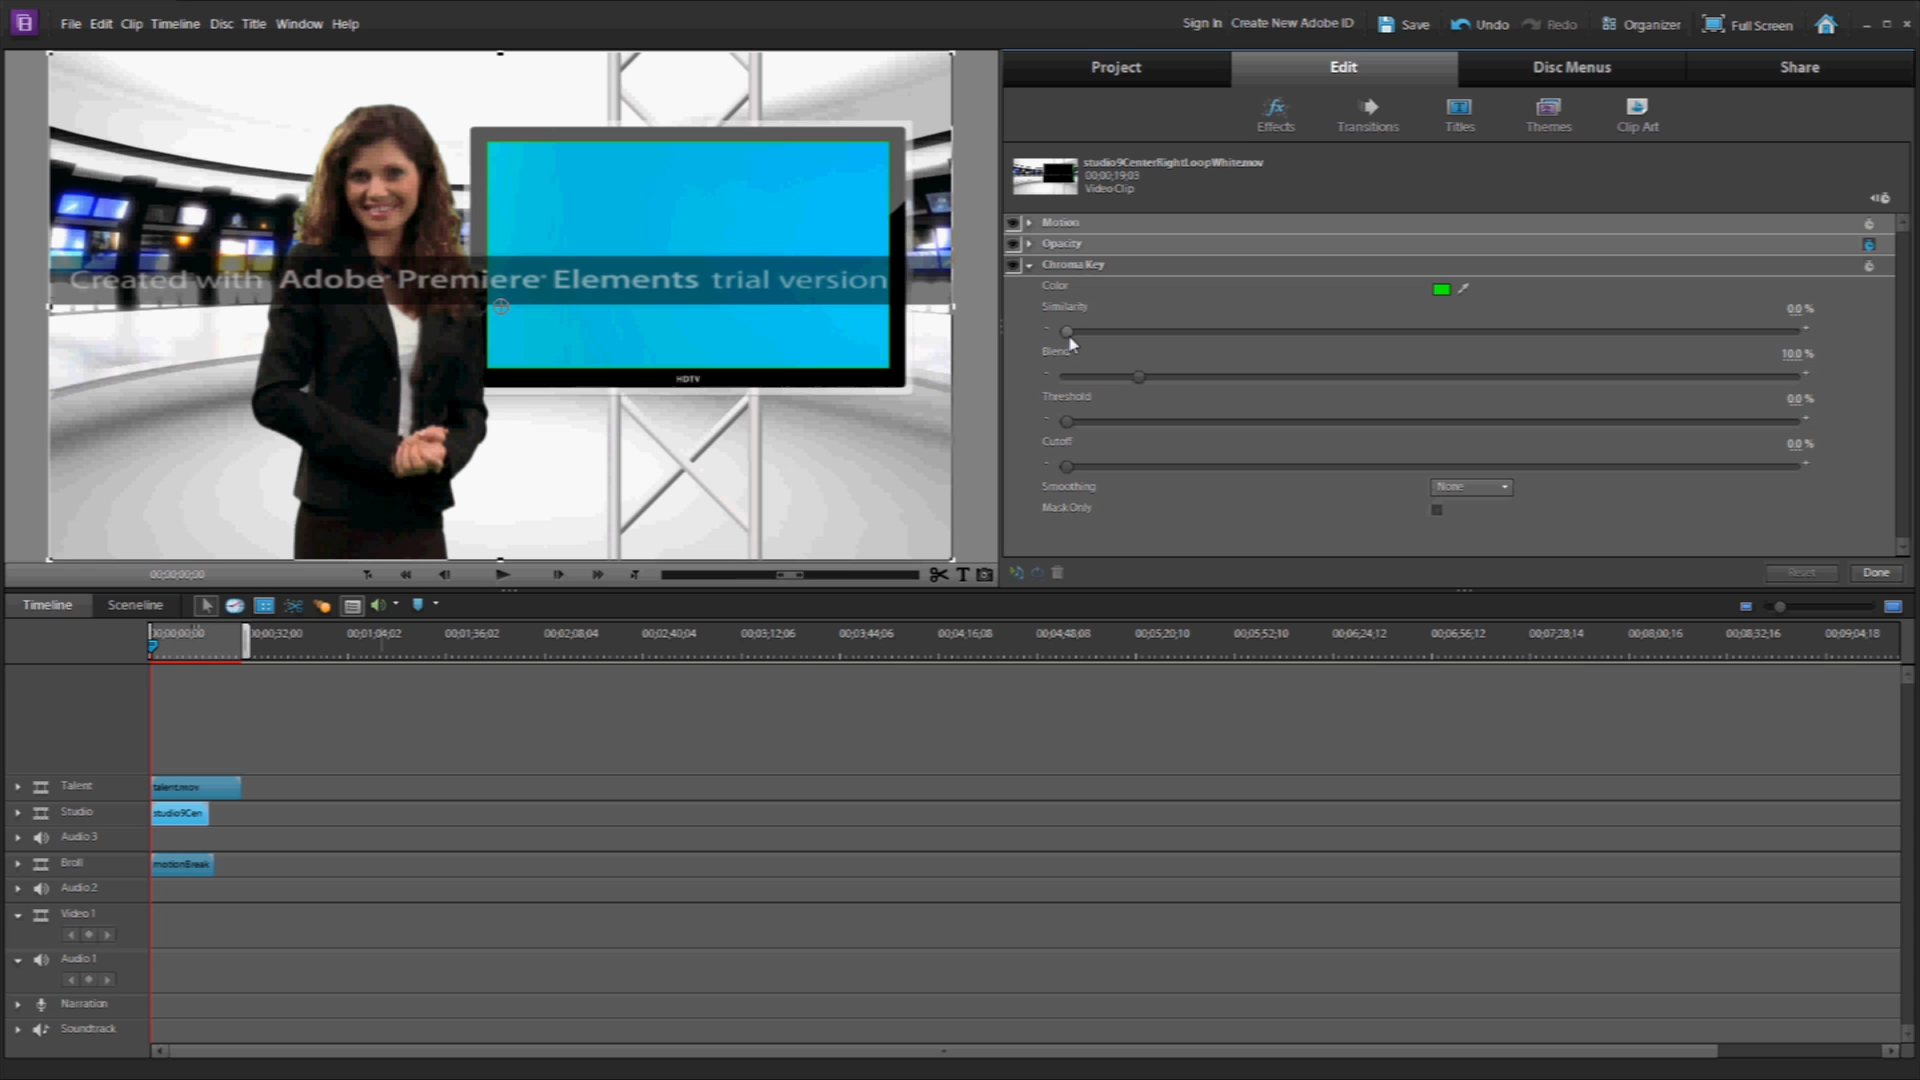 File Edit Clip Timeline Disc Title Window Help
Sign In Create New Adobe ID Save Undo Redo Organizer Full Screen
Project Edit Disc Menus Share
Effects Transitions Titles Themes Clip Art
studio9CenterRightLoopWhite.mov
00;00;19;03
Video Clip
Motion
Opacity
Chroma Key
Color
Similarity 0.0 %
Blend 10.0 %
Threshold 0.0 %
Cutoff 0.0 %
Smoothing None
Mask Only
Reset Done
Created with Adobe Premiere Elements trial version
HDTV
00;00;00;00
Timeline Sceneline
00;00;00;00 00;00;32;00 00;01;04;02 00;01;36;02 00;02;08;04 00;02;40;04 00;03;12;06 00;03;44;06 00;04;16;08 00;04;48;08 00;05;20;10 00;05;52;10 00;06;24;12 00;06;56;12 00;07;28;14 00;08;00;16 00;08;32;16 00;09;04;18
Talent talent.mov
Studio studio9Cen
Audio 3
Broll motionBreak
Audio 2
Video 1
Audio 1
Narration
Soundtrack